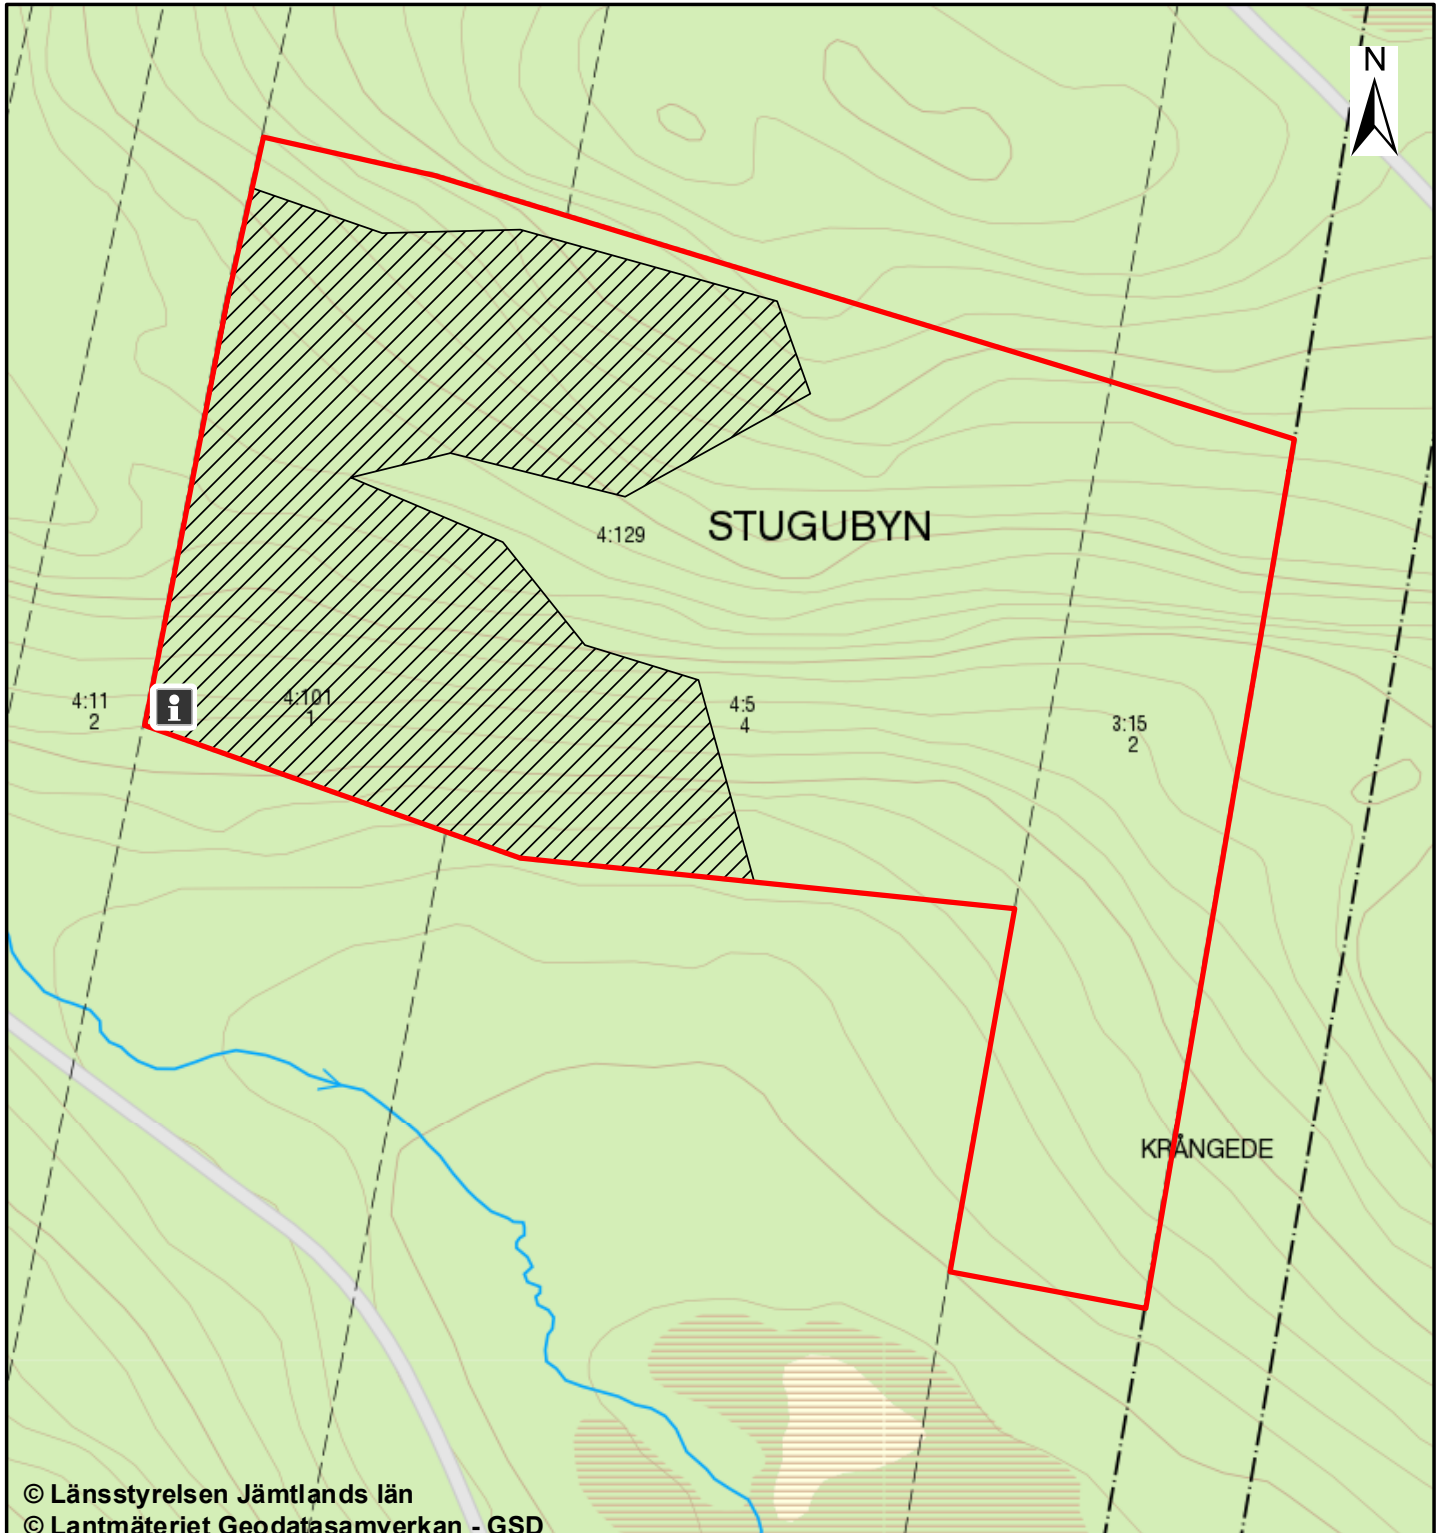 N
STUGUBYN
4:129
4:11
2
4:101
1
4:5
4
3:15
2
KRÅNGEDE
© Länsstyrelsen Jämtlands län
© Lantmäteriet Geodatasamverkan - GSD